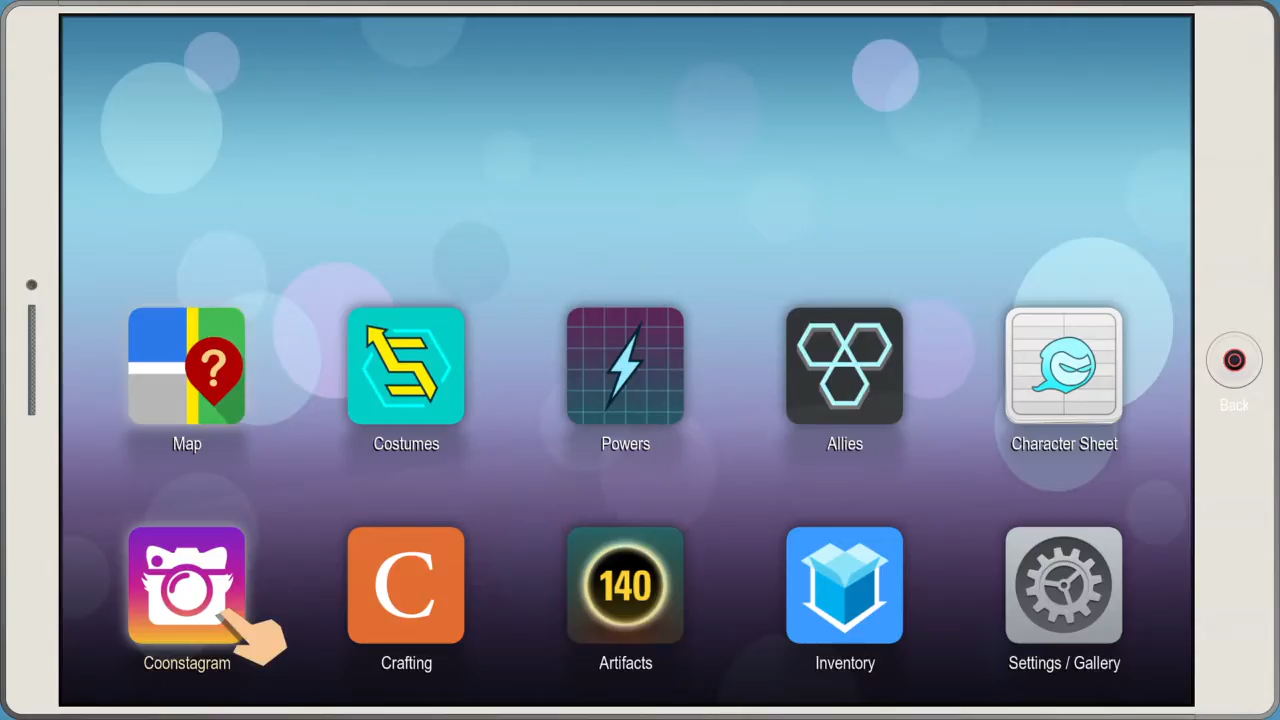 ?
Map
Costumes
Powers
Allies
Character Sheet
Back
Coonstagram
C
Crafting
140
Artifacts
Inventory
Settings / Gallery